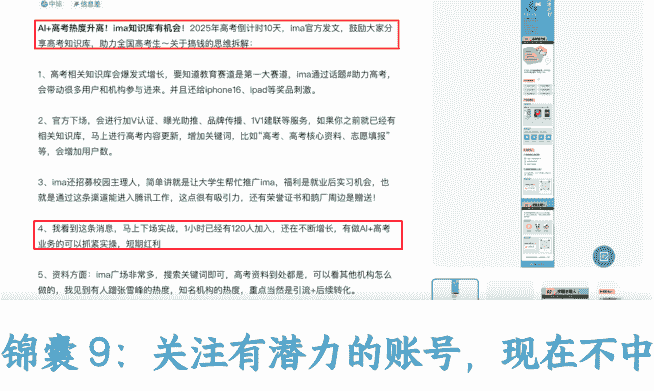 中标 信息差
AI+高考热度升高！ima知识库有机会！2025年高考倒计时10天，ima官方发文，鼓励大家分
享高考知识库，助力全国高考生～关于搞钱的思维拆解：
1、高考相关知识库会爆发式增长，要知道教育赛道是第一大赛道，ima通过话题#助力高考，
会带动很多用户和机构参与进来。并且还给iphone16、ipad等奖品刺激。
2、官方下场，会进行加V认证、曝光助推、品牌传播、1V1建联等服务，如果你之前就已经有
相关知识库，马上进行高考内容更新，增加关键词，比如“高考、高考核心资料、志愿填报”
等，会增加用户数。
3、ima还招募校园主理人，简单讲就是让大学生帮忙推广ima，福利是就业后实习机会，也
就是通过这条渠道能进入腾讯工作，这点很有吸引力，还有荣誉证书和鹅厂周边是赠礼！
4、我看到这条消息，马上下场实战，1小时已经有120人加入，还在不断增长，有做AI+高考
业务的可以抓紧实操，短期红利
5、资料方面：ima广场非常多，搜索关键词即可，高考资料到处都是，可以看其他机构怎么
做的，我见到有人蹭张雪峰的热度，知名机构的热度，重点当然是引流+后续转化。
锦囊9：关注有潜力的账号，现在不中